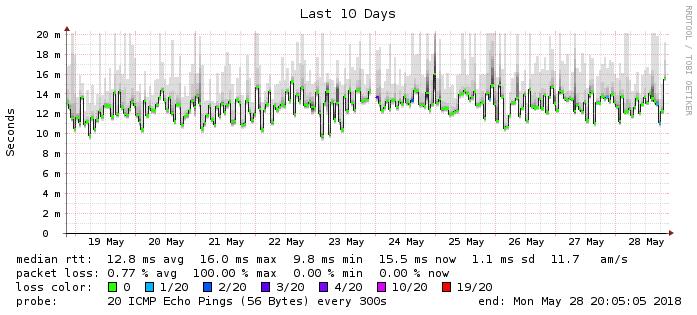 Last 10 Days
RRDTOOL / TOBI OETIKER
Seconds
20 m
18 m
16 m
14 m
12 m
10 m
8 m
6 m
4 m
2 m
0
19 May 20 May 21 May 22 May 23 May 24 May 25 May 26 May 27 May 28 May
median rtt: 12.8 ms avg 16.0 ms max 9.8 ms min 15.5 ms now 1.1 ms sd 11.7 am/s
packet loss: 0.77 % avg 100.00 % max 0.00 % min 0.00 % now
loss color: 0 1/20 2/20 3/20 4/20 10/20 19/20
probe: 20 ICMP Echo Pings (56 Bytes) every 300s end: Mon May 28 20:05:05 2018